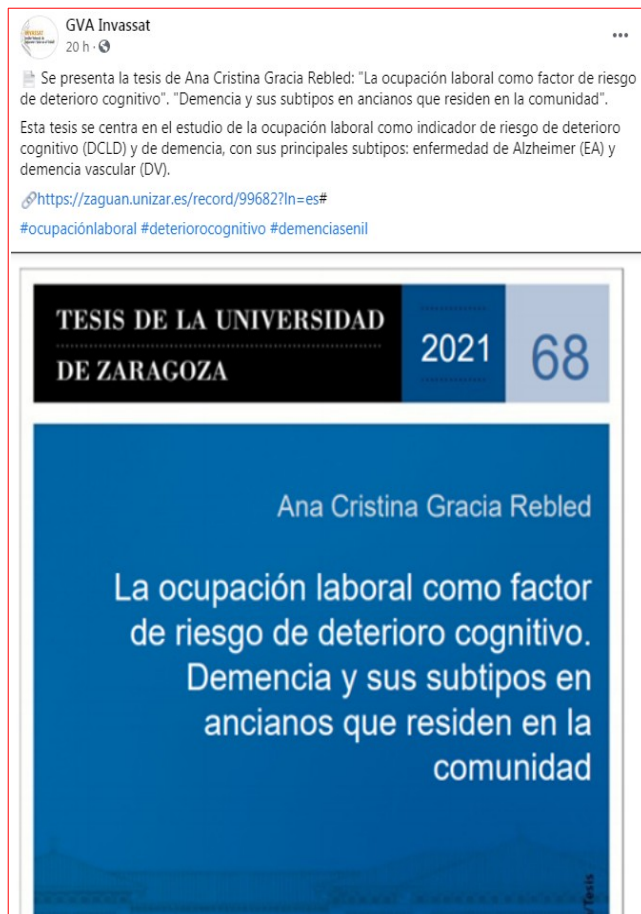 GVA Invassat
20 h ·
Se presenta la tesis de Ana Cristina Gracia Rebled: "La ocupación laboral como factor de riesgo
de deterioro cognitivo". "Demencia y sus subtipos en ancianos que residen en la comunidad".
Esta tesis se centra en el estudio de la ocupación laboral como indicador de riesgo de deterioro
cognitivo (DCLD) y de demencia, con sus principales subtipos: enfermedad de Alzheimer (EA) y
demencia vascular (DV).
https://zaguan.unizar.es/record/99682?ln=es#
#ocupaciónlaboral #deteriorocognitivo #demenciasenil
TESIS DE LA UNIVERSIDAD
DE ZARAGOZA
2021
68
Ana Cristina Gracia Rebled
La ocupación laboral como factor
de riesgo de deterioro cognitivo.
Demencia y sus subtipos en
ancianos que residen en la
comunidad
Tesis